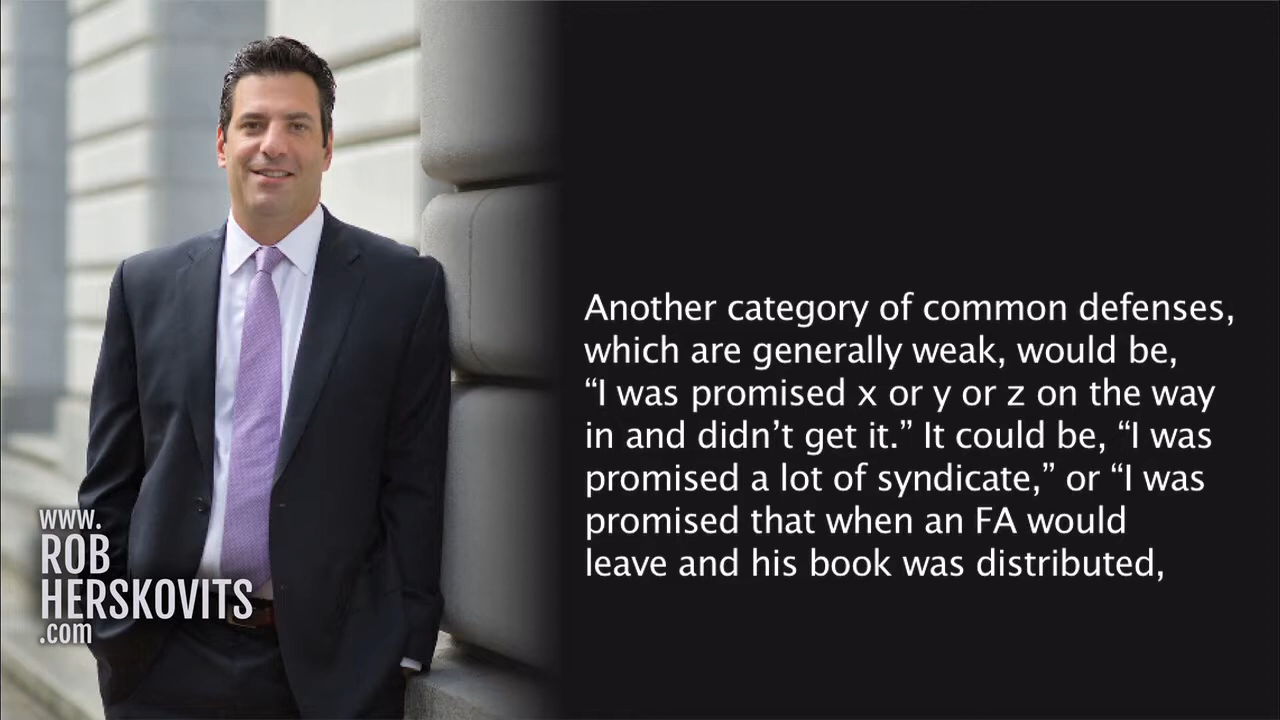 www.
ROB
HERSKOVITS
.com
Another category of common defenses,
which are generally weak, would be,
“I was promised x or y or z on the way
in and didn’t get it.” It could be, “I was
promised a lot of syndicate,” or “I was
promised that when an FA would
leave and his book was distributed,